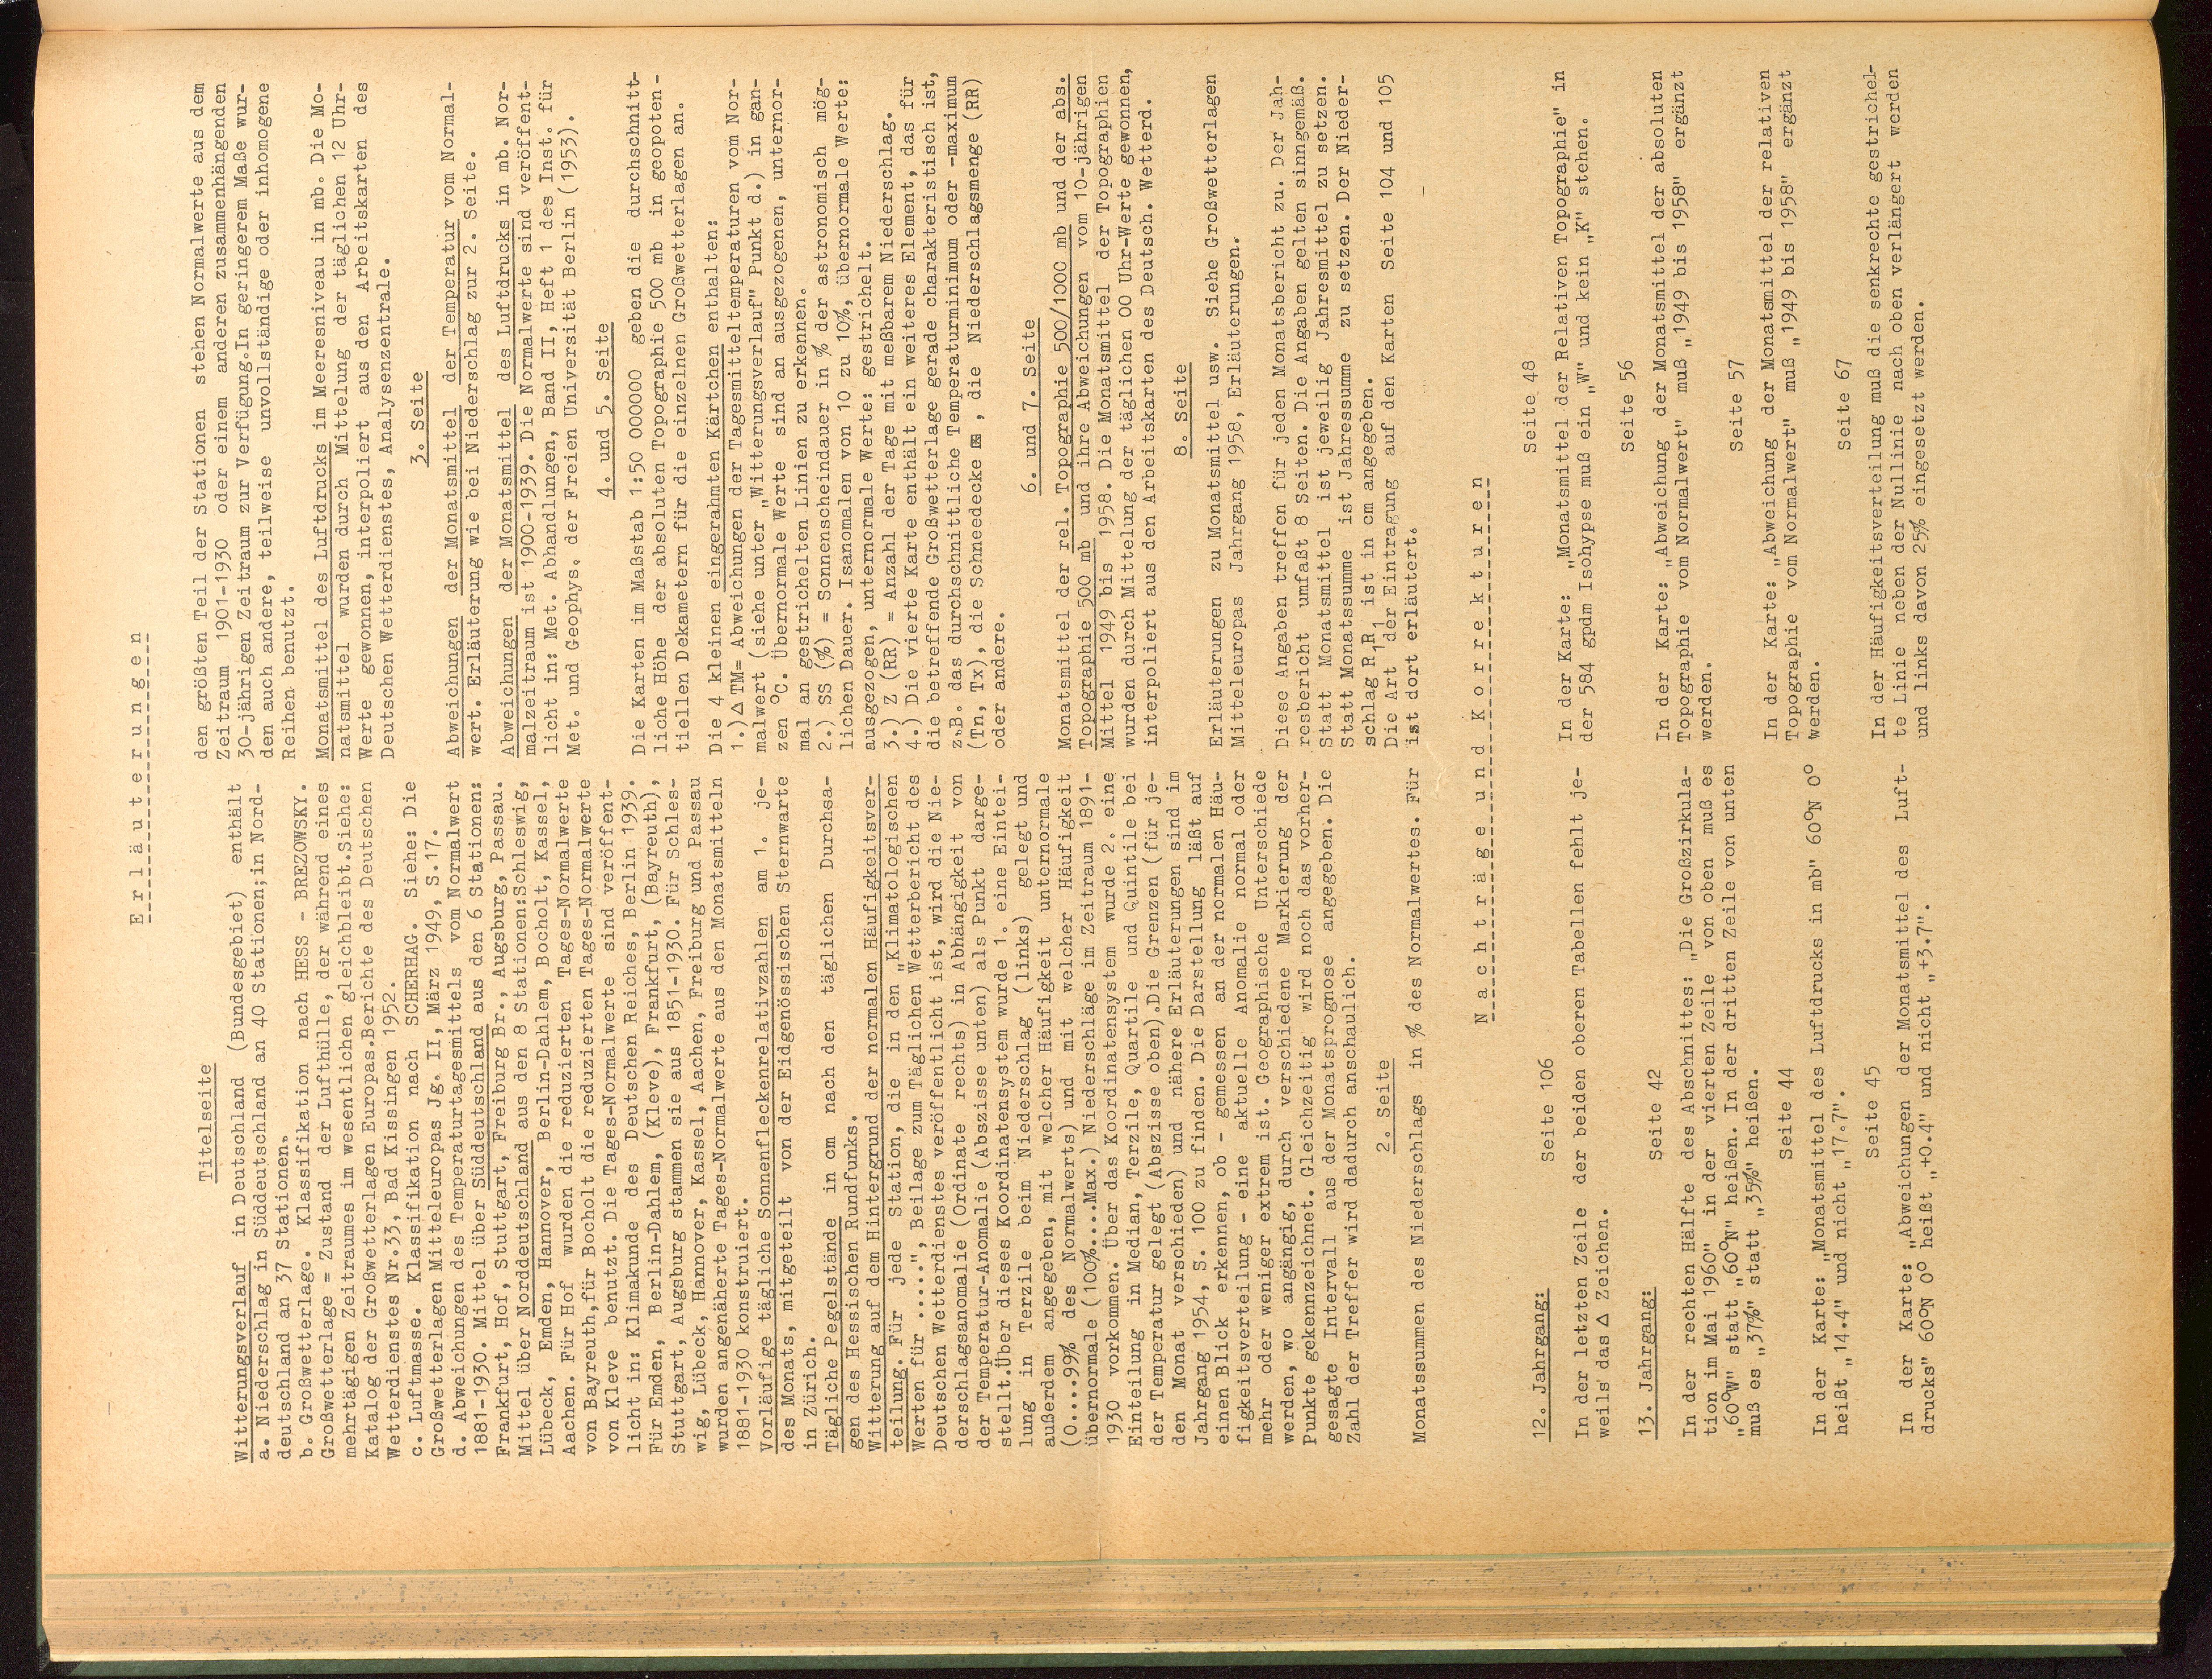 Erläuterungen
Titelseite
Witterungsverlauf in Deutschland (Bundesgebiet) enthält
a. Niederschlag in Süddeutschland an 40 Stationen;in Nord-
deutschland an 37 Stationen.
b. Großwetterlage. Klassifikation nach HESS - BREZOWSKY.
Großwetterlage = Zustand der Lufthülle, der während eines
mehrtägigen Zeitraumes im wesentlichen gleichbleibt.Siehe:
Katalog der Großwetterlagen Europas.Berichte des Deutschen
Wetterdienstes Nr.33, Bad Kissingen 1952.
c. Luftmasse. Klassifikation nach SCHERHAG. Siehe: Die
Großwetterlagen Mitteleuropas Jg. II, März 1949, S.17.
d. Abweichungen des Temperaturtagesmittels vom Normalwert
1881-1930. Mittel über Süddeutschland aus den 6 Stationen:
Frankfurt, Hof, Stuttgart, Freiburg Br., Augsburg, Passau.
Mittel über Norddeutschland aus den 8 Stationen:Schleswig,
Lübeck, Emden, Hannover, Berlin-Dahlem, Bocholt, Kassel,
Aachen. Für Hof wurden die reduzierten Tages-Normalwerte
von Bayreuth,für Bocholt die reduzierten Tages-Normalwerte
von Kleve benutzt. Die Tages-Normalwerte sind veröffent-
licht in: Klimakunde des Deutschen Reiches, Berlin 1939.
Für Emden, Berlin-Dahlem, (Kleve), Frankfurt, (Bayreuth),
Stuttgart, Augsburg stammen sie aus 1851-1930. Für Schles-
wig, Lübeck, Hannover, Kassel, Aachen, Freiburg und Passau
wurden angenäherte Tages-Normalwerte aus den Monatsmitteln
1881-1930 konstruiert.
Vorläufige tägliche Sonnenfleckenrelativzahlen am 1. je-
des Monats, mitgeteilt von der Eidgenössischen Sternwarte
in Zürich.
Tägliche Pegelstände in cm nach den täglichen Durchsa-
gen des Hessischen Rundfunks.
Witterung auf dem Hintergrund der normalen Häufigkeitsver-
teilung. Für jede Station, die in den „Klimatologischen
Werten für .....", Beilage zum Täglichen Wetterbericht des
Deutschen Wetterdienstes veröffentlicht ist, wird die Nie-
derschlagsanomalie (Ordinate rechts) in Abhängigkeit von
der Temperatur-Anomalie (Abszisse unten) als Punkt darge-
stellt.Über dieses Koordinatensystem wurde 1. eine Eintei-
lung in Terzile beim Niederschlag (links) gelegt und
außerdem angegeben, mit welcher Häufigkeit unternormale
(0....99% des Normalwerts) und mit welcher Häufigkeit
übernormale (100%....Max.) Niederschläge im Zeitraum 1891-
1930 vorkommen. Über das Koordinatensystem wurde 2. eine
Einteilung in Median, Terzile, Quartile und Quintile bei
der Temperatur gelegt (Abszisse oben).Die Grenzen (für je-
den Monat verschieden) und nähere Erläuterungen sind im
Jahrgang 1954, S. 100 zu finden. Die Darstellung läßt auf
einen Blick erkennen, ob - gemessen an der normalen Häu-
figkeitsverteilung - eine aktuelle Anomalie normal oder
mehr oder weniger extrem ist. Geographische Unterschiede
werden, wo angängig, durch verschiedene Markierung der
Punkte gekennzeichnet. Gleichzeitig wird noch das vorher-
gesagte Intervall aus der Monatsprognose angegeben. Die
Zahl der Treffer wird dadurch anschaulich.
2. Seite
Monatssummen des Niederschlags in % des Normalwertes. Für
den größten Teil der Stationen stehen Normalwerte aus dem
Zeitraum 1901-1930 oder einem anderen zusammenhängenden
30-jährigen Zeitraum zur Verfügung.In geringerem Maße wur-
den auch andere, teilweise unvollständige oder inhomogene
Reihen benutzt.
Monatsmittel des Luftdrucks im Meeresniveau in mb. Die Mo-
natsmittel wurden durch Mittelung der täglichen 12 Uhr-
Werte gewonnen, interpoliert aus den Arbeitskarten des
Deutschen Wetterdienstes, Analysenzentrale.
3. Seite
Abweichungen der Monatsmittel der Temperatur vom Normal-
wert. Erläuterung wie bei Niederschlag zur 2. Seite.
Abweichungen der Monatsmittel des Luftdrucks in mb. Nor-
malzeitraum ist 1900-1939. Die Normalwerte sind veröffent-
licht in: Met. Abhandlungen, Band II, Heft 1 des Inst. für
Met. und Geophys. der Freien Universität Berlin (1953).
4. und 5. Seite
Die Karten im Maßstab 1:50 000000 geben die durchschnitt-
liche Höhe der absoluten Topographie 500 mb in geopoten-
tiellen Dekametern für die einzelnen Großwetterlagen an.
Die 4 kleinen eingerahmten Kärtchen enthalten:
1.) Δ TM= Abweichungen der Tagesmitteltemperaturen vom Nor-
malwert (siehe unter „Witterungsverlauf" Punkt d.) in gan-
zen °C. Übernormale Werte sind an ausgezogenen, unternor-
mal an gestrichelten Linien zu erkennen.
2.) SS (%) = Sonnenscheindauer in % der astronomisch mög-
lichen Dauer. Isanomalen von 10 zu 10%, übernormale Werte:
ausgezogen, unternormale Werte: gestrichelt.
3.) Z (RR) = Anzahl der Tage mit meßbarem Niederschlag.
4.) Die vierte Karte enthält ein weiteres Element, das für
die betreffende Großwetterlage gerade charakteristisch ist,
z.B. das durchschnittliche Temperaturminimum oder -maximum
(Tn, Tx), die Schneedecke , die Niederschlagsmenge (RR)
oder andere.
6. und 7. Seite
Monatsmittel der rel. Topographie 500/1000 mb und der abs.
Topographie 500 mb und ihre Abweichungen vom 10-jährigen
Mittel 1949 bis 1958. Die Monatsmittel der Topographien
wurden durch Mittelung der täglichen 00 Uhr-Werte gewonnen,
interpoliert aus den Arbeitskarten des Deutsch. Wetterd.
8. Seite
Erläuterungen zu Monatsmittel usw. Siehe Großwetterlagen
Mitteleuropas Jahrgang 1958, Erläuterungen.
Diese Angaben treffen für jeden Monatsbericht zu. Der Jah-
resbericht umfaßt 8 Seiten. Die Angaben gelten sinngemäß.
Statt Monatsmittel ist jeweilig Jahresmittel zu setzen.
Statt Monatssumme ist Jahressumme zu setzen. Der Nieder-
schlag R1R1 ist in cm angegeben.
Die Art der Eintragung auf den Karten Seite 104 und 105
ist dort erläutert.
Nachträge und Korrekturen
12. Jahrgang: Seite 106
In der letzten Zeile der beiden oberen Tabellen fehlt je-
weils das Δ Zeichen.
13. Jahrgang: Seite 42
In der rechten Hälfte des Abschnittes: „Die Großzirkula-
tion im Mai 1960" in der vierten Zeile von oben muß es
"60°W" statt „60°N" heißen. In der dritten Zeile von unten
muß es „37%" statt „35%" heißen.
Seite 44
In der Karte: „Monatsmittel des Luftdrucks in mb" 60°N 0°
heißt „14.4" und nicht „17.7".
Seite 45
In der Karte: „Abweichungen der Monatsmittel des Luft-
drucks" 60°N 0° heißt „+0.4" und nicht „+3.7".
Seite 48
In der Karte: „Monatsmittel der Relativen Topographie" in
der 584 gpdm Isohypse muß ein „W" und kein „K" stehen.
Seite 56
In der Karte: „Abweichung der Monatsmittel der absoluten
Topographie vom Normalwert" muß „1949 bis 1958" ergänzt
werden.
Seite 57
In der Karte: „Abweichung der Monatsmittel der relativen
Topographie vom Normalwert" muß „1949 bis 1958" ergänzt
werden.
Seite 67
In der Häufigkeitsverteilung muß die senkrechte gestrichel-
te Linie neben der Nullinie nach oben verlängert werden
und links davon 25% eingesetzt werden.